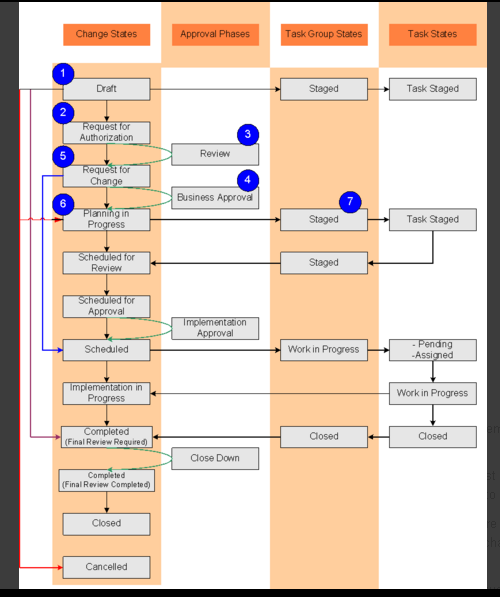 Change States
Approval Phases
Task Group States
Task States
1
Draft
Staged
Task Staged
2
Request for
Authorization
3
Review
5
Request for
Change
4
Business Approval
6
Planning in
Progress
7
Staged
Task Staged
Scheduled for
Review
Staged
Scheduled for
Approval
Implementation
Approval
Scheduled
Work in Progress
- Pending
-Assigned
Implementation in
Progress
Work in Progress
Completed
(Final Review Required)
Closed
Closed
Close Down
Completed
(Final Review Completed)
Closed
Cancelled